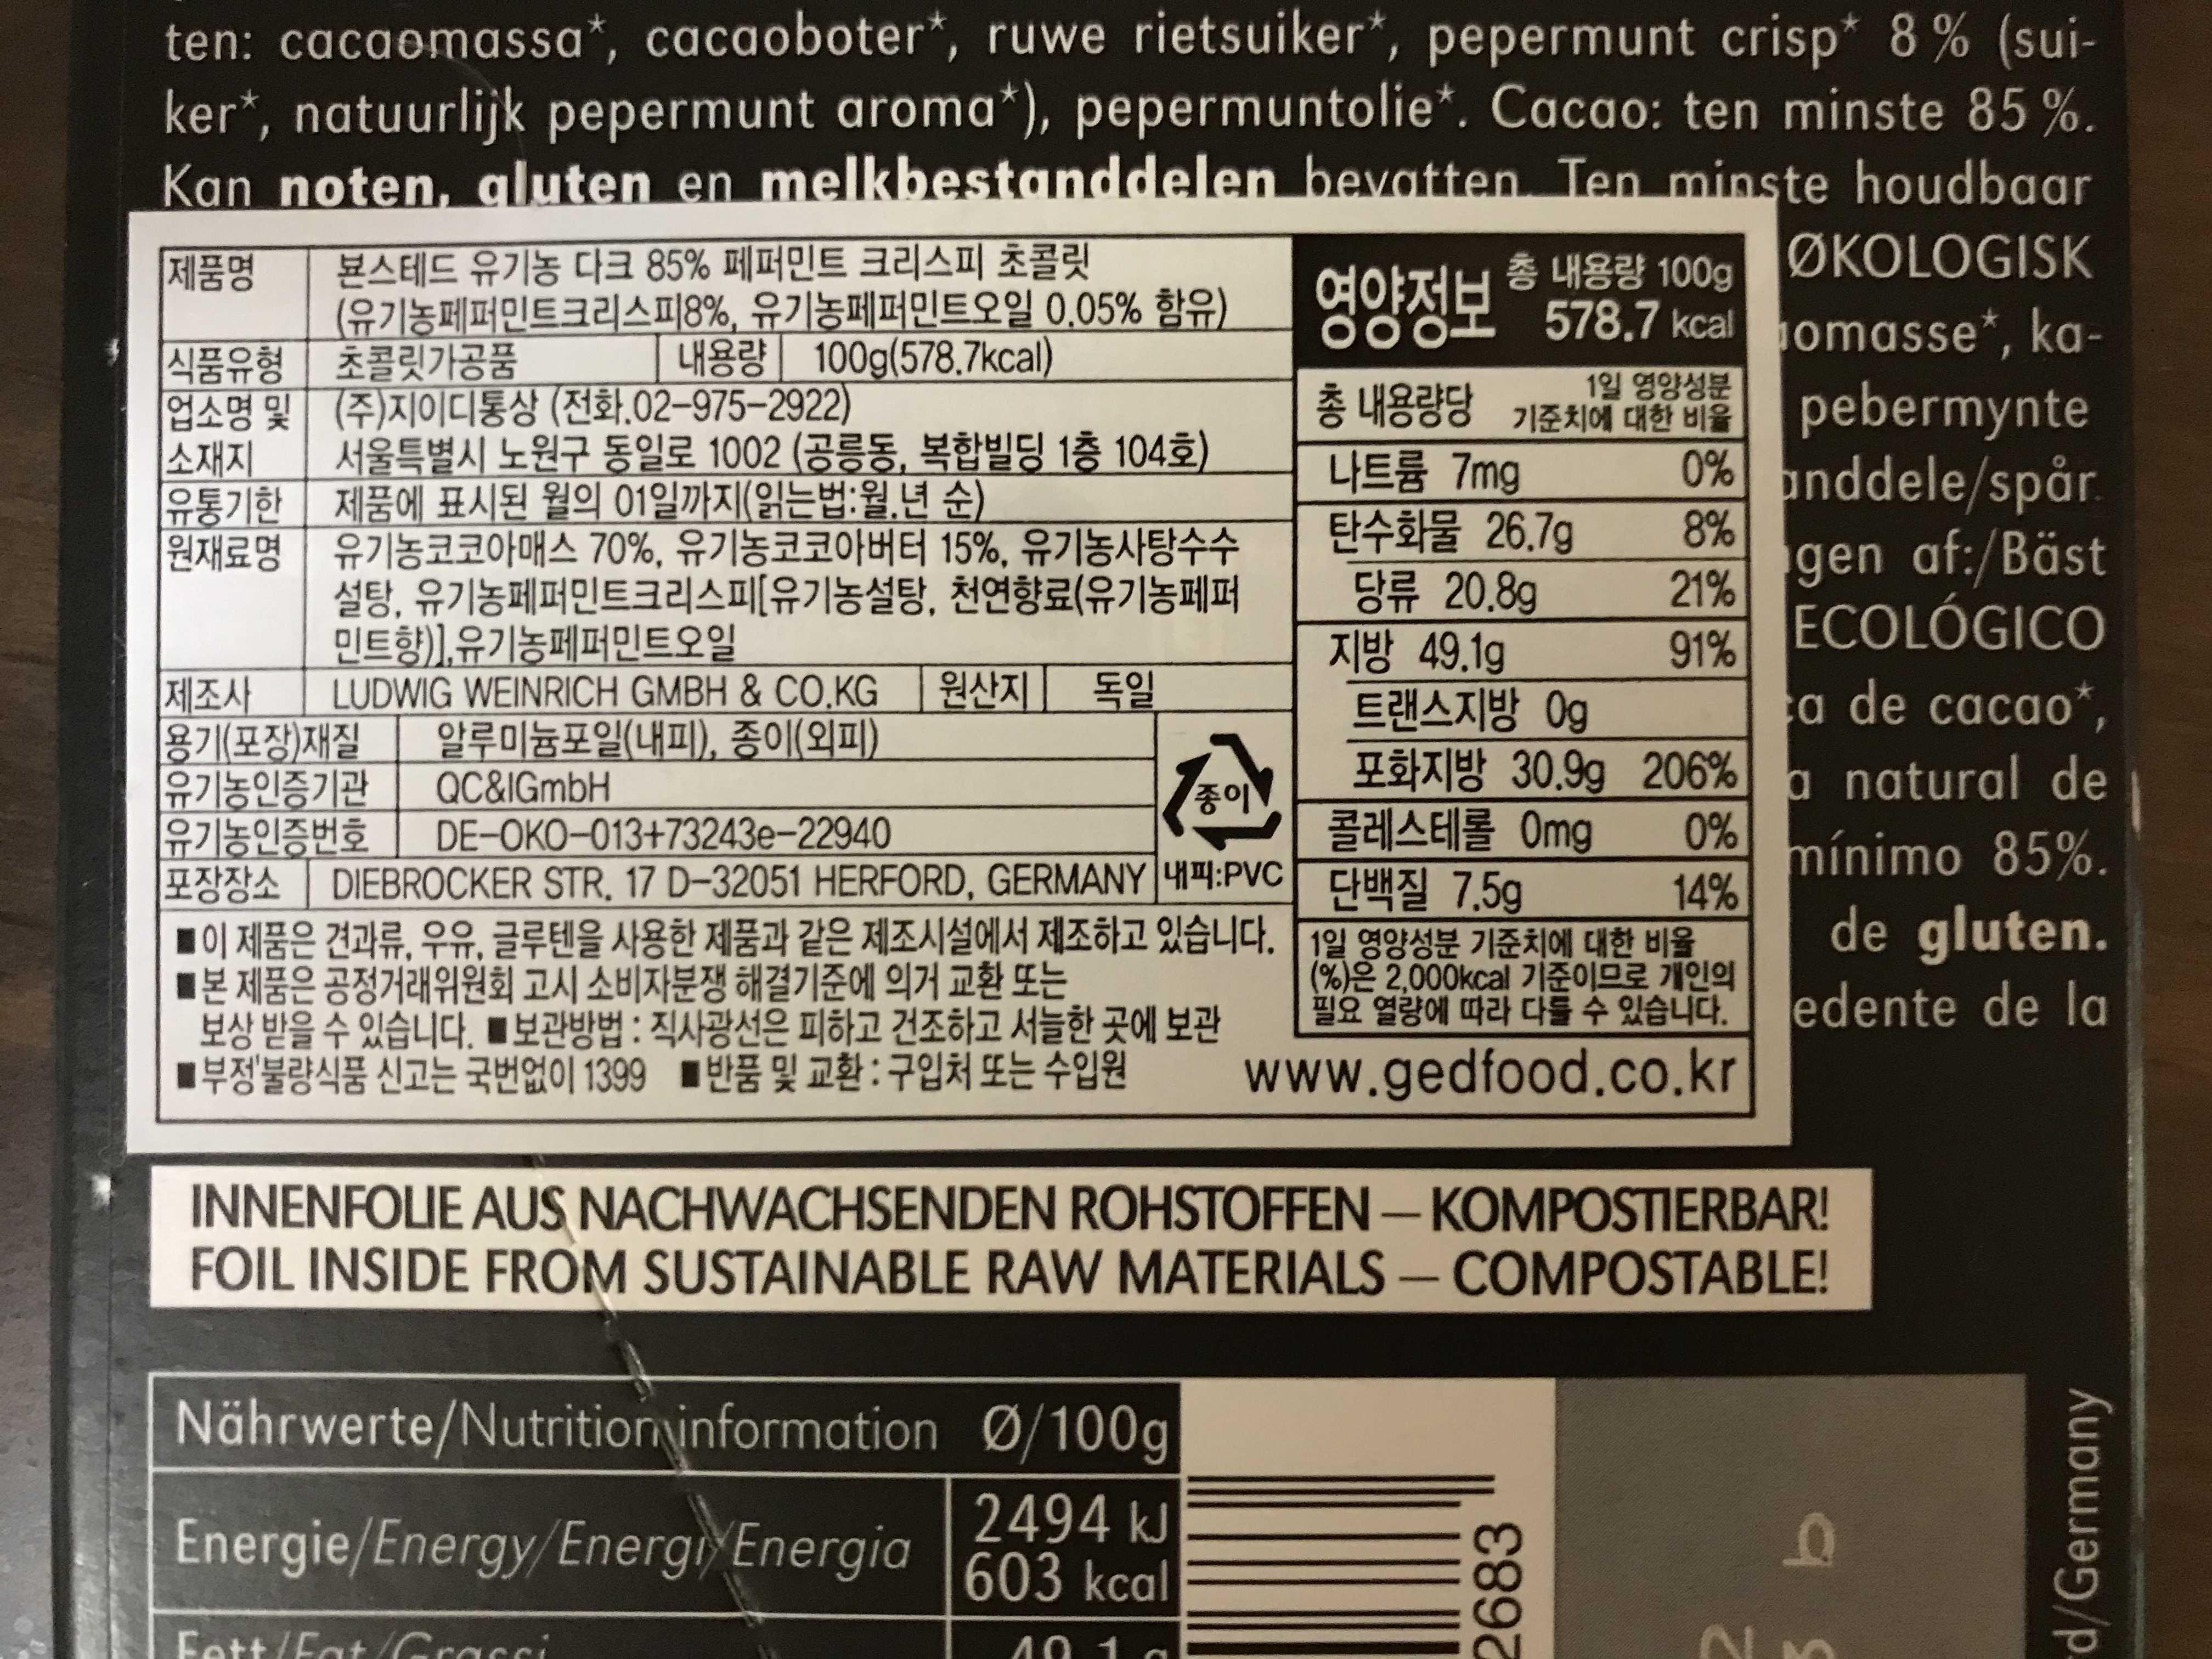 ten: cacaomassa*, cacaoboter*, ruwe rietsuiker*, pepermunt crisp* 8 % (sui-
ker*, natuurlijk pepermunt aroma*), pepermuntolie*. Cacao: ten minste 85 %.
Kan noten, gluten en melkbestanddelen bevatten. Ten minste houdbaar
ØKOLOGISK
omasse*, ka-
pebermynte
anddele/spår
gen af:/Bäst
ECOLÓGICO
de cacao*,
natural de
mínimo 85%.
de gluten.
edente de la
제품명 뵨스테드 유기농 다크 85% 페퍼민트 크리스피 초콜릿
(유기농페퍼민트크리스피8%, 유기농페퍼민트오일 0.05% 함유)
식품유형 초콜릿가공품 내용량 100g(578.7kcal)
업소명 및 (주)지이디통상 (전화.02-975-2922)
소재지 서울특별시 노원구 동일로 1002 (공릉동, 복합빌딩 1층 104호)
유통기한 제품에 표시된 월의 01일까지(읽는법:월.년 순)
원재료명 유기농코코아매스 70%, 유기농코코아버터 15%, 유기농사탕수수
설탕, 유기농페퍼민트크리스피[유기농설탕, 천연향료(유기농페퍼
민트향)],유기농페퍼민트오일
제조사 LUDWIG WEINRICH GMBH & CO.KG 원산지 독일
용기(포장)재질 알루미늄포일(내피), 종이(외피)
유기농인증기관 QC&IGmbH
유기농인증번호 DE-OKO-013+73243e-22940
포장장소 DIEBROCKER STR. 17 D-32051 HERFORD, GERMANY
종이
내피:PVC
■이 제품은 견과류, 우유, 글루텐을 사용한 제품과 같은 제조시설에서 제조하고 있습니다.
■본 제품은 공정거래위원회 고시 소비자분쟁 해결기준에 의거 교환 또는
보상 받을 수 있습니다. ■보관방법 : 직사광선은 피하고 건조하고 서늘한 곳에 보관
■부정'불량식품 신고는 국번없이 1399 ■반품 및 교환 : 구입처 또는 수입원
영양정보 총 내용량 100g
578.7 kcal
총 내용량당 1일 영양성분
기준치에 대한 비율
나트륨 7mg 0%
탄수화물 26.7g 8%
당류 20.8g 21%
지방 49.1g 91%
트랜스지방 0g
포화지방 30.9g 206%
콜레스테롤 0mg 0%
단백질 7.5g 14%
1일 영양성분 기준치에 대한 비율
(%)은 2,000kcal 기준이므로 개인의
필요 열량에 따라 다를 수 있습니다.
www.gedfood.co.kr
INNENFOLIE AUS NACHWACHSENDEN ROHSTOFFEN – KOMPOSTIERBAR!
FOIL INSIDE FROM SUSTAINABLE RAW MATERIALS – COMPOSTABLE!
Nährwerte/Nutrition information Ø/100g
Energie/Energy/Energi/Energia 2494 kJ
603 kcal
Fett/Fat/Grassi 49,1 g
2683
b
rd/Germany